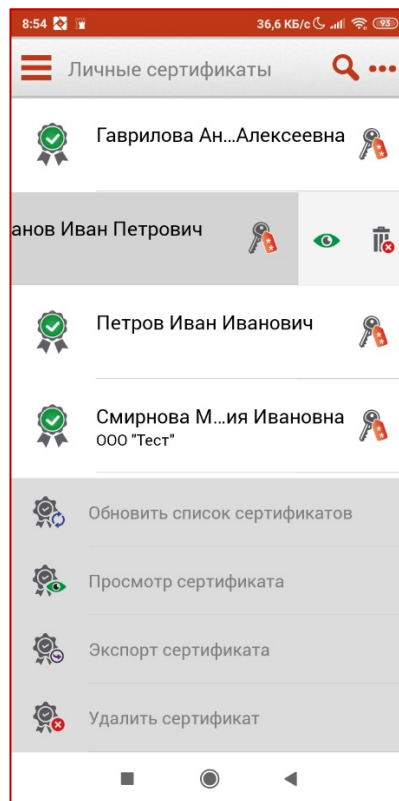 8:54 36,6 КБ/с 93
Личные сертификаты
Гаврилова Ан...Алексеевна
анов Иван Петрович
Петров Иван Иванович
Смирнова М...ия Ивановна
ООО "Тест"
Обновить список сертификатов
Просмотр сертификата
Экспорт сертификата
Удалить сертификат